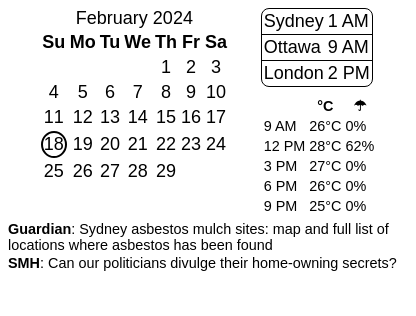 February 2024
Su Mo Tu We Th Fr Sa
1 2 3
4 5 6 7 8 9 10
11 12 13 14 15 16 17
18 19 20 21 22 23 24
25 26 27 28 29
Sydney 1 AM
Ottawa 9 AM
London 2 PM
°C ☂
9 AM 26°C 0%
12 PM 28°C 62%
3 PM 27°C 0%
6 PM 26°C 0%
9 PM 25°C 0%
Guardian: Sydney asbestos mulch sites: map and full list of
locations where asbestos has been found
SMH: Can our politicians divulge their home-owning secrets?